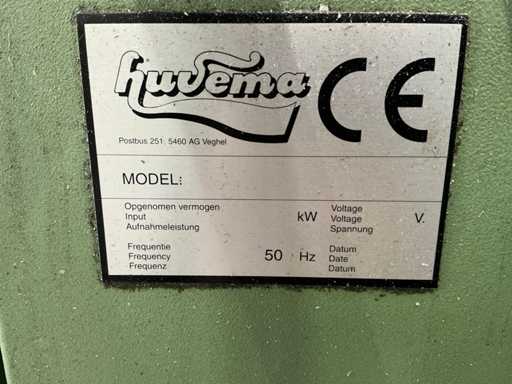 huvema CE
Postbus 251, 5460 AG Veghel
MODEL:
Opgenomen vermogen
Input
Aufnahmeleistung
kW
Voltage
Voltage
Spannung
V.
Frequentie
Frequency
Frequenz
50 Hz
Datum
Date
Datum